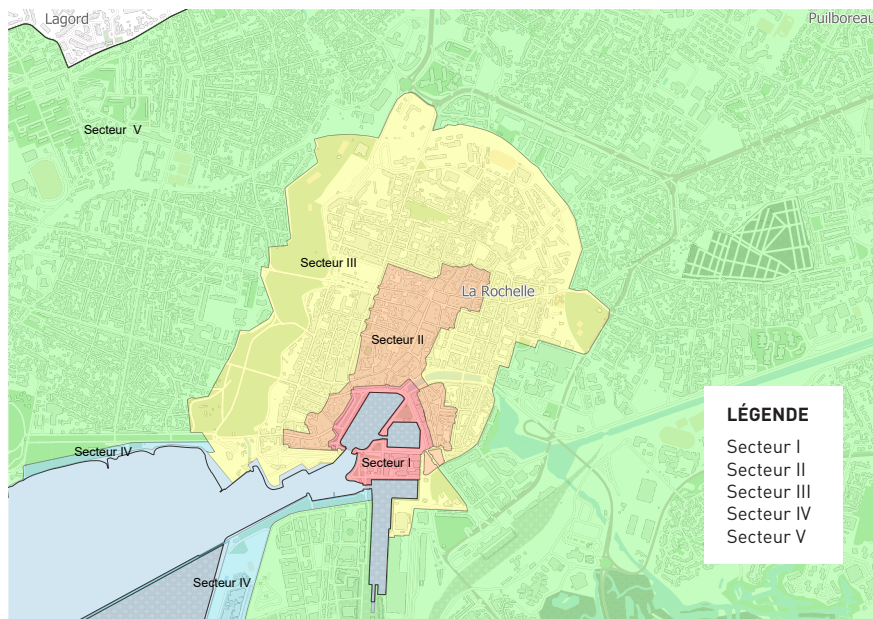 Lagord
Puilboreau
Secteur V
Secteur III
La Rochelle
Secteur II
Secteur IV
Secteur I
Secteur IV
LÉGENDE
Secteur I
Secteur II
Secteur III
Secteur IV
Secteur V